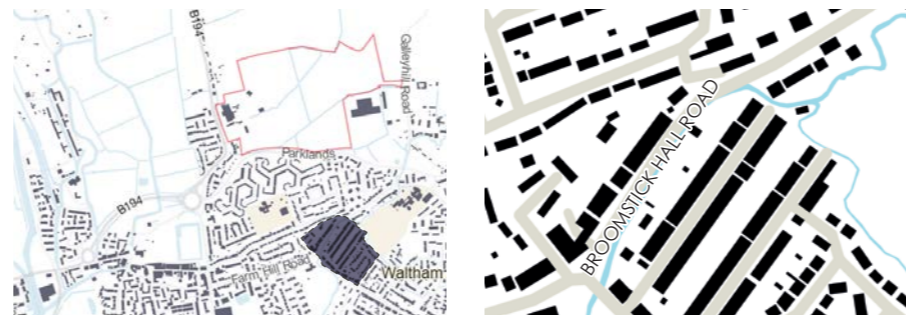 B194
Galleyhill Road
Parklands
B194
Farm Hill Road
Waltham
BROOMSTICK HALL ROAD